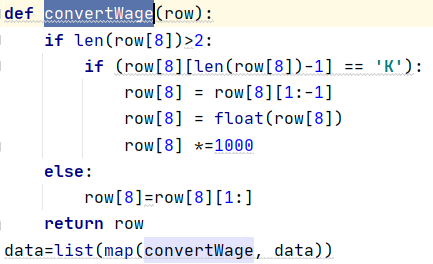 def convertWage(row):
    if len(row[8])>2:
        if (row[8][len(row[8])-1] == 'K'):
            row[8] = row[8][1:-1]
            row[8] = float(row[8])
            row[8] *=1000
    else:
        row[8]=row[8][1:]
    return row
data=list(map(convertWage, data))